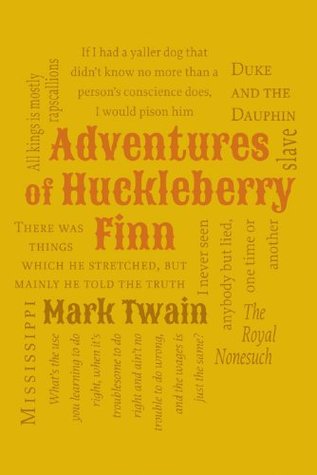 If I had a yaller dog that
didn't know no more than a
person's conscience does,
I would pison him
All kings is mostly
rapscallions
DUKE
AND THE
DAUPHIN
slave
Adventures
of Huckleberry
Finn
THERE WAS
THINGS
WHICH HE STRETCHED, BUT
MAINLY HE TOLD THE TRUTH
I never seen
anybody but lied,
one time or
another
Mark Twain
The
Royal
Nonesuch
MISSISSIPPI
What's the use
you learning to do
right, when it's
troublesome to do
right and ain't no
trouble to do wrong,
and the wages is
just the same?